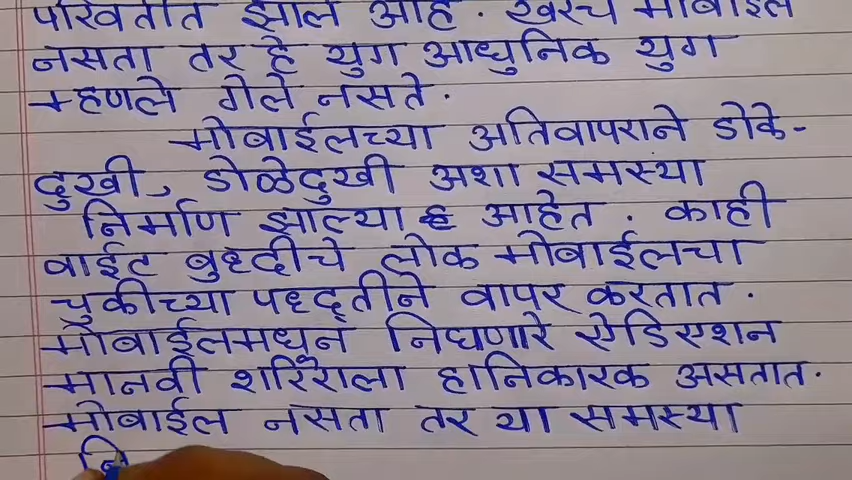 परिवर्तीत झाले आहे. खरंच मोबाईल
नसता तर हे युग आधुनिक युग
म्हणले गेले नसते.
मोबाईलच्या अतिवापराने डोके-
दुखी, डोळेदुखी अशा समस्या
निर्माण झाल्या आहेत. काही
वाईट बुद्दीचे लोक मोबाईलचा
चुकीच्या पद्दतीने वापर करतात.
मोबाईलमधून निघणारे रेडिएशन
मानवी शरिराला हानिकारक असतात.
मोबाईल नसता तर या समस्या
नि